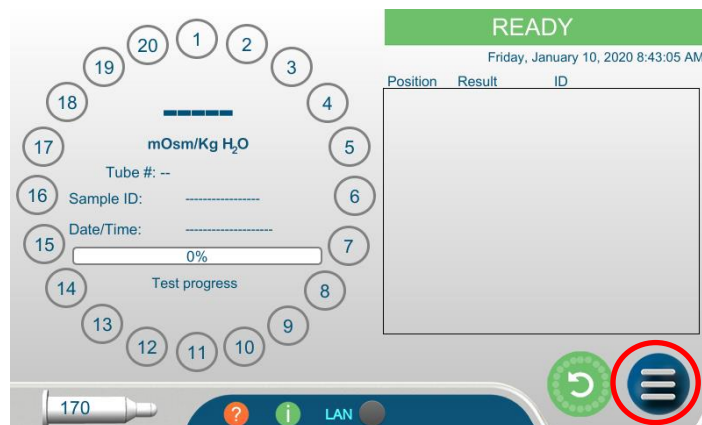 READY
Friday, January 10, 2020 8:43:05 AM
Position Result ID
1
2
3
4
5
6
7
8
9
10
11
12
13
14
15
16
17
18
19
20
-----
mOsm/Kg H₂O
Tube #: --
Sample ID: -----------------
Date/Time: --------------------
0%
Test progress
170
? i LAN